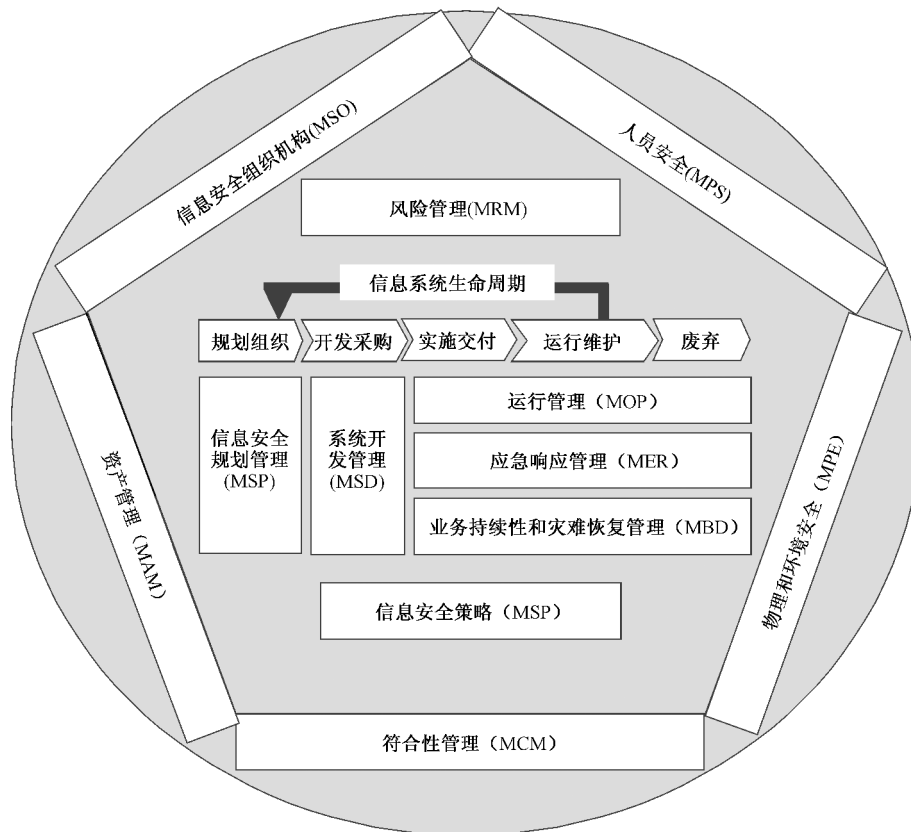 信息安全组织机构(MSO)
人员安全(MPS)
风险管理(MRM)
信息系统生命周期
规划组织
开发采购
实施交付
运行维护
废弃
信息安全
规划管理
(MSP)
系统开
发管理
(MSD)
运行管理（MOP）
应急响应管理（MER）
业务持续性和灾难恢复管理（MBD）
资产管理（MAM）
物理和环境安全（MPE）
信息安全策略（MSP）
符合性管理（MCM）